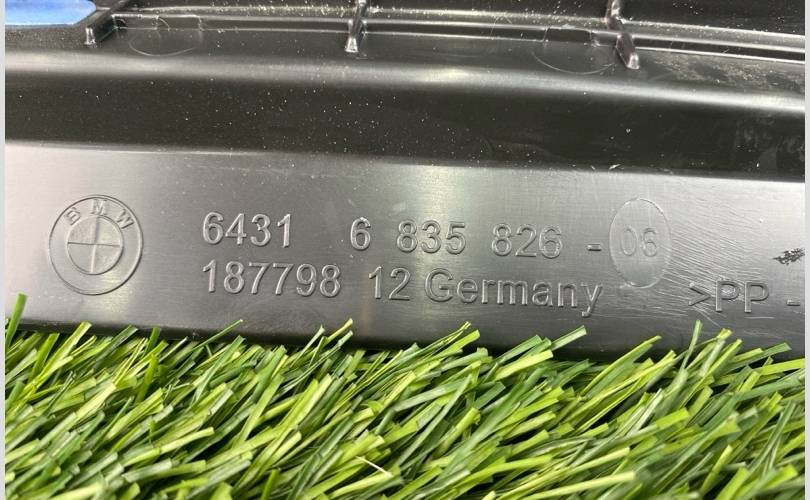 BMW
6431 6 835 826 - 06
187798 12 Germany
>PP -